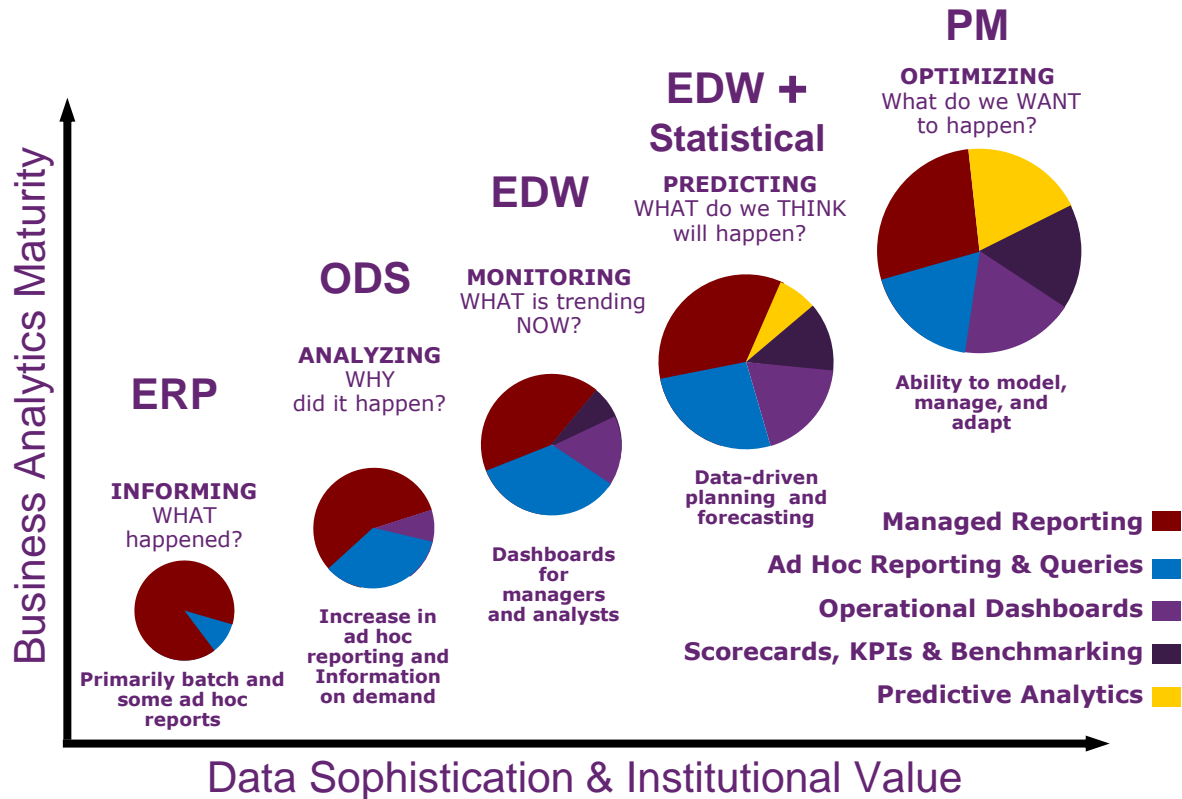 Business Analytics Maturity
ERP
INFORMING
WHAT
happened?
Primarily batch and
some ad hoc
reports
ODS
ANALYZING
WHY
did it happen?
Increase in
ad hoc
reporting and
Information
on demand
EDW
MONITORING
WHAT is trending
NOW?
Dashboards
for
managers
and analysts
EDW +
Statistical
PREDICTING
WHAT do we THINK
will happen?
Data-driven
planning and
forecasting
PM
OPTIMIZING
What do we WANT
to happen?
Ability to model,
manage, and
adapt
Managed Reporting
Ad Hoc Reporting & Queries
Operational Dashboards
Scorecards, KPIs & Benchmarking
Predictive Analytics
Data Sophistication & Institutional Value